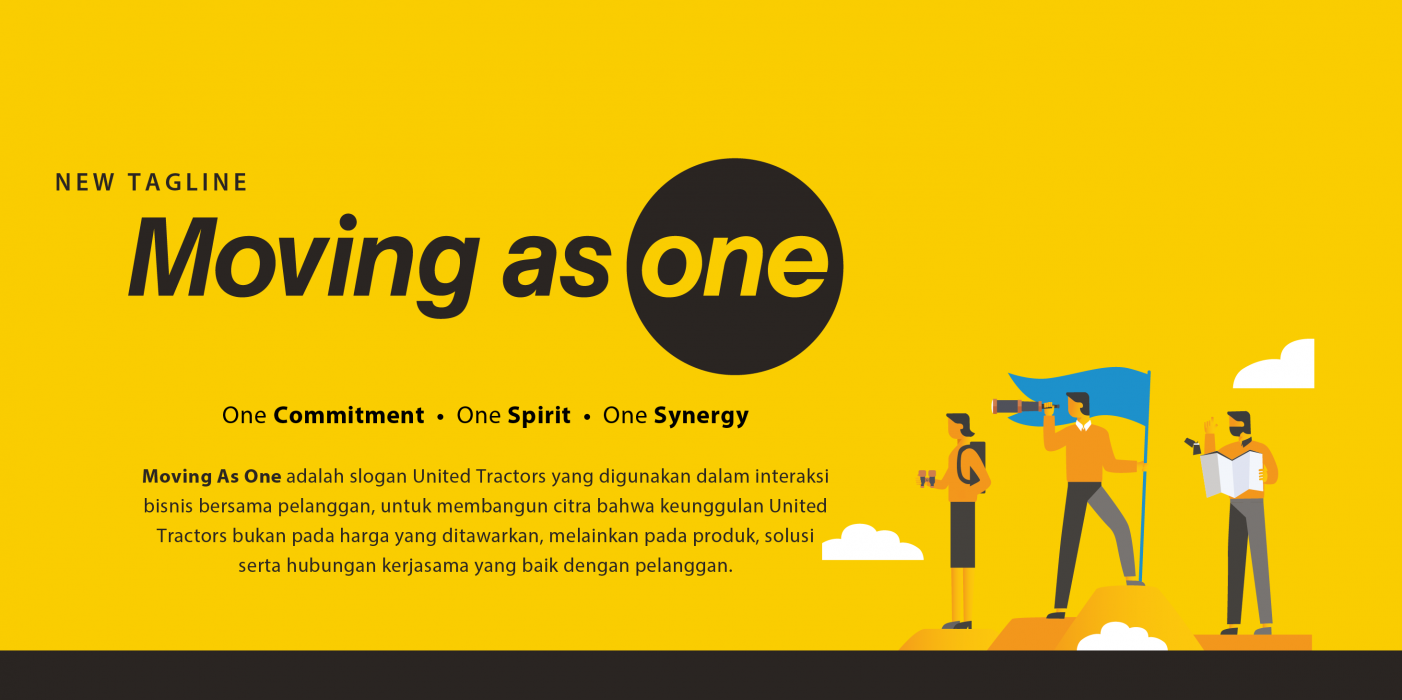 NEW TAGLINE
Moving as one
One Commitment • One Spirit • One Synergy
Moving As One adalah slogan United Tractors yang digunakan dalam interaksi
bisnis bersama pelanggan, untuk membangun citra bahwa keunggulan United
Tractors bukan pada harga yang ditawarkan, melainkan pada produk, solusi
serta hubungan kerjasama yang baik dengan pelanggan.